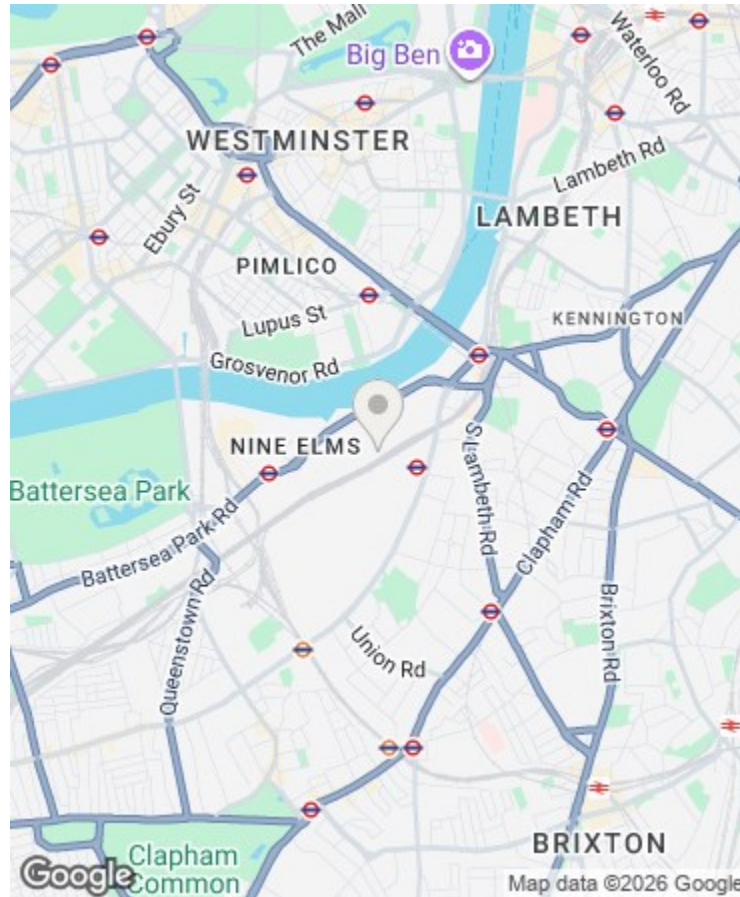 The Mall
Big Ben
Waterloo Rd
WESTMINSTER
Lambeth Rd
Ebury St
LAMBETH
PIMLICO
Lupus St
KENNINGTON
Grosvenor Rd
NINE ELMS
S Lambeth Rd
Clapham Rd
Battersea Park
Battersea Park Rd
Queenstown Rd
Brixton Rd
Union Rd
BRIXTON
Clapham
Common
Google
Map data ©2026 Google